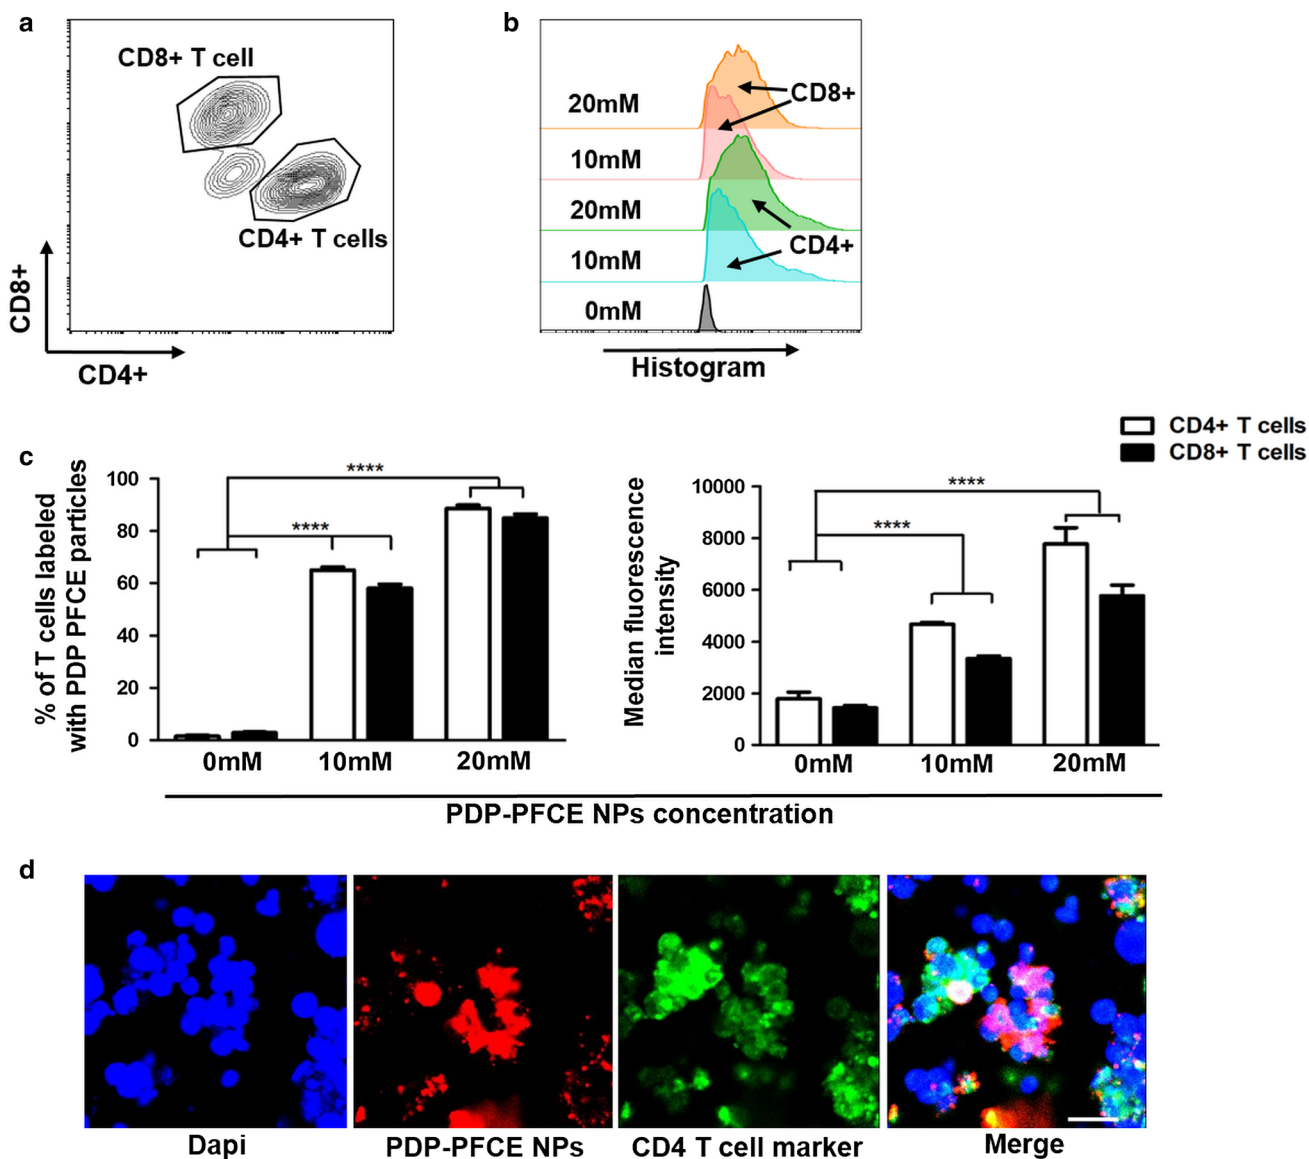 a
CD8+ T cell
CD4+ T cells
CD8+
CD4+
b
20mM
10mM
20mM
10mM
0mM
CD8+
CD4+
Histogram
c
CD4+ T cells
CD8+ T cells
% of T cells labeled
with PDP PFCE particles
100
80
60
40
20
0
****
****
0mM
10mM
20mM
Median fluorescence
intensity
10000
8000
6000
4000
2000
0
****
****
0mM
10mM
20mM
PDP-PFCE NPs concentration
d
Dapi
PDP-PFCE NPs
CD4 T cell marker
Merge